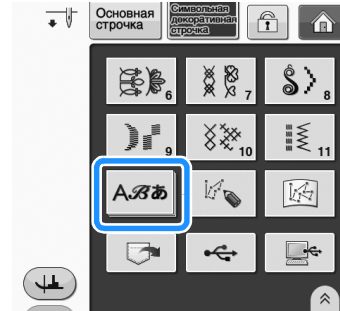 Основная
строчка
Символьная
декоративная
строчка
6
7
8
9
10
11
Aℬあ